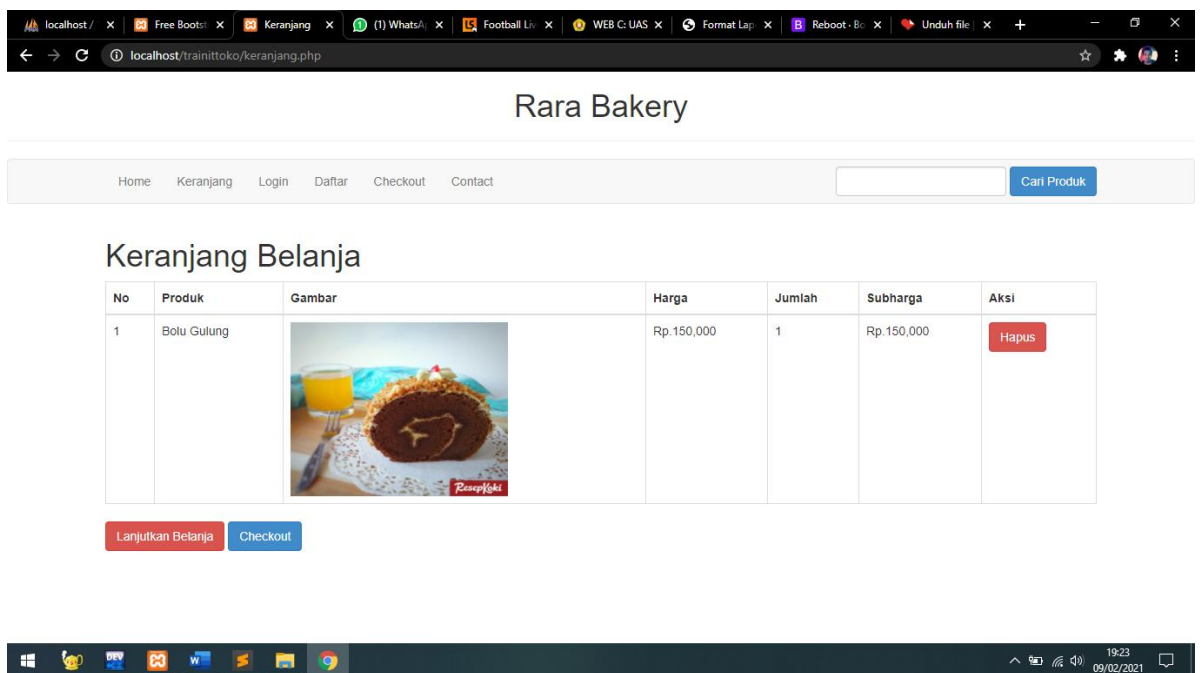 localhost / Free Bootst Keranjang (1) WhatsA Football Liv WEB C: UAS Format Lap Reboot · Bo Unduh file
localhost/trainittoko/keranjang.php
Rara Bakery
Home Keranjang Login Daftar Checkout Contact Cari Produk
Keranjang Belanja
No Produk Gambar Harga Jumlah Subharga Aksi
1 Bolu Gulung Rp.150,000 1 Rp.150,000 Hapus
ResepKoki
Lanjutkan Belanja Checkout
DEV
19:23
09/02/2021